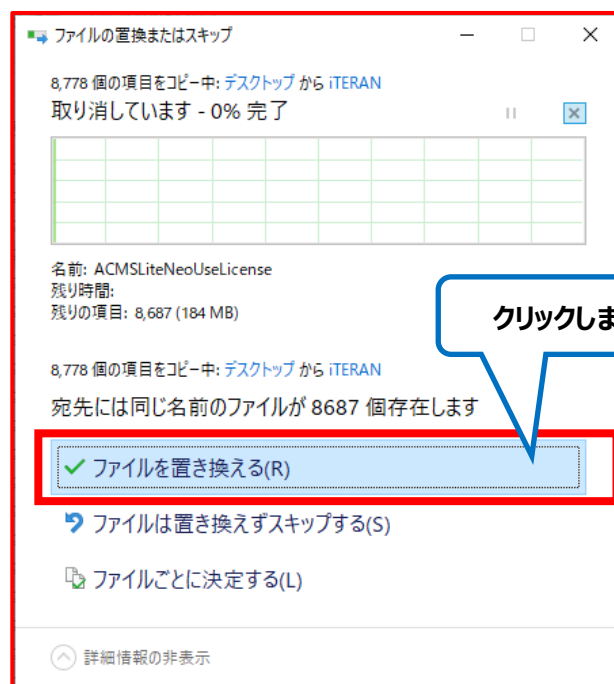 ファイルの置換またはスキップ
8,778 個の項目をコピー中: デスクトップ から iTERAN
取り消しています - 0% 完了
名前: ACMSLiteNeoUseLicense
残り時間:
残りの項目: 8,687 (184 MB)
クリックしま
8,778 個の項目をコピー中: デスクトップ から iTERAN
宛先には同じ名前のファイルが 8687 個存在します
ファイルを置き換える(R)
ファイルは置き換えずスキップする(S)
ファイルごとに決定する(L)
詳細情報の非表示